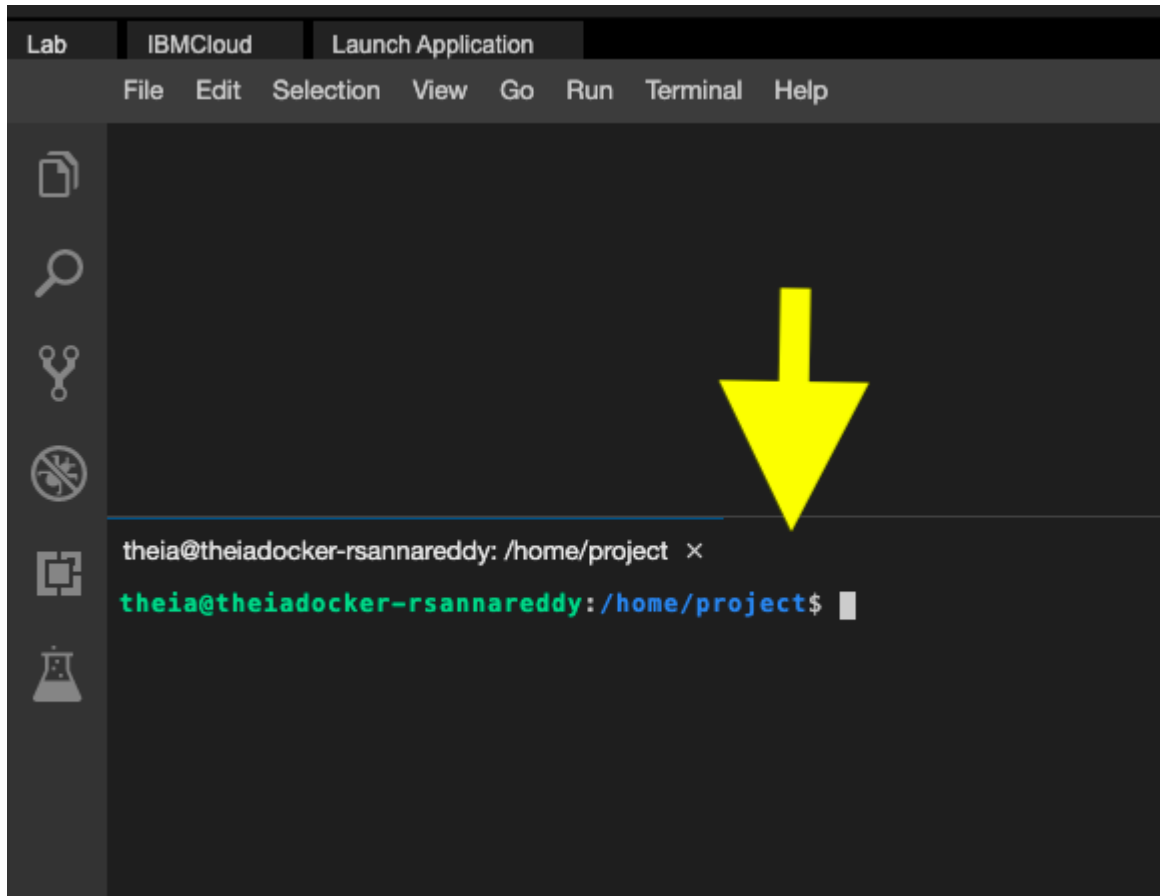 Lab IBMCloud Launch Application
File Edit Selection View Go Run Terminal Help
theia@theiadocker-rsannareddy: /home/project ×
theia@theiadocker-rsannareddy:/home/project$